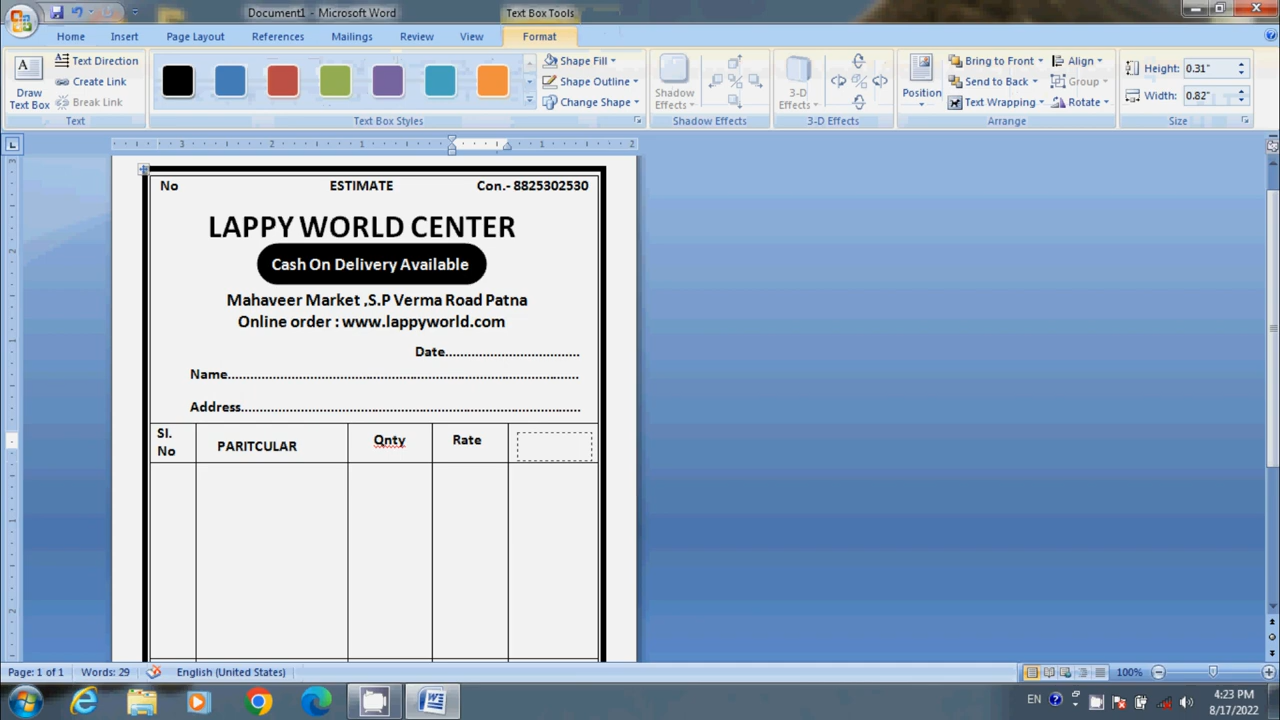 Document1 - Microsoft Word
Text Box Tools
Home
Insert
Page Layout
References
Mailings
Review
View
Format
Draw Text Box
Text Direction
Create Link
Break Link
Text
Shape Fill
Shape Outline
Change Shape
Text Box Styles
Shadow Effects
Shadow Effects
3-D Effects
3-D Effects
Position
Bring to Front
Send to Back
Text Wrapping
Align
Group
Rotate
Arrange
Height: 0.31"
Width: 0.82"
Size
3 2 1 1 2
No ESTIMATE Con.- 8825302530
LAPPY WORLD CENTER
Cash On Delivery Available
Mahaveer Market ,S.P Verma Road Patna
Online order : www.lappyworld.com
Date...................................
Name..............................................................................................
Address...........................................................................................
Sl. No PARITCULAR Qnty Rate
Page: 1 of 1 Words: 29 English (United States) 100%
EN 4:23 PM
8/17/2022